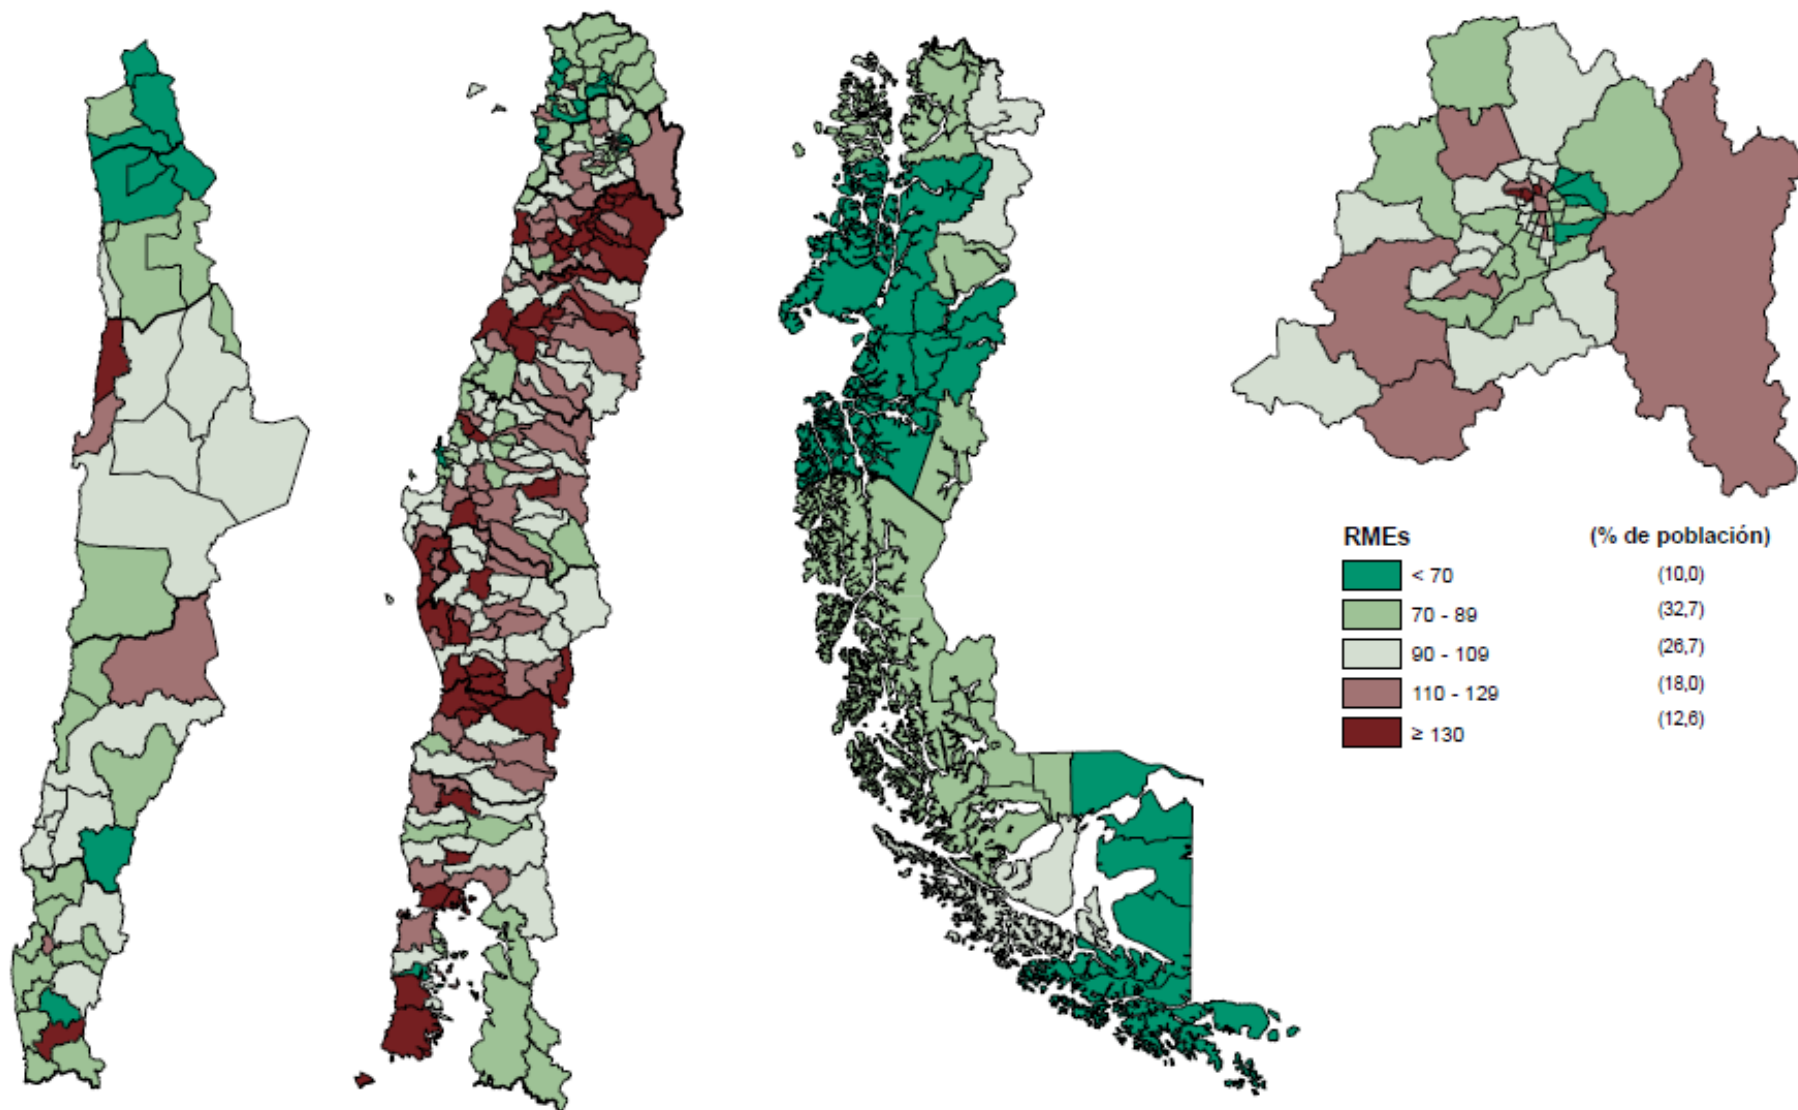 RMEs (% de población)
< 70 (10,0)
70 - 89 (32,7)
90 - 109 (26,7)
110 - 129 (18,0)
≥ 130 (12,6)